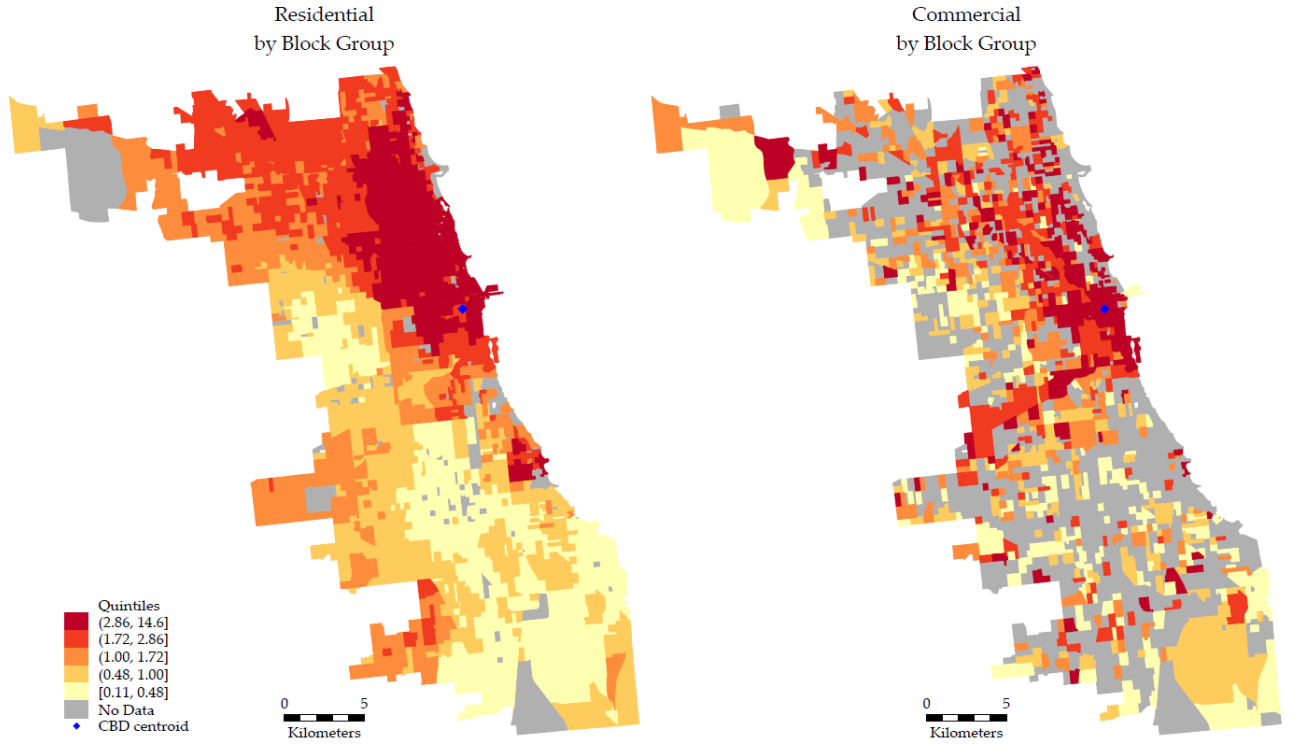 Residential
by Block Group
Commercial
by Block Group
Quintiles
(2.86, 14.6]
(1.72, 2.86]
(1.00, 1.72]
(0.48, 1.00]
[0.11, 0.48]
No Data
CBD centroid
0 5
Kilometers
0 5
Kilometers